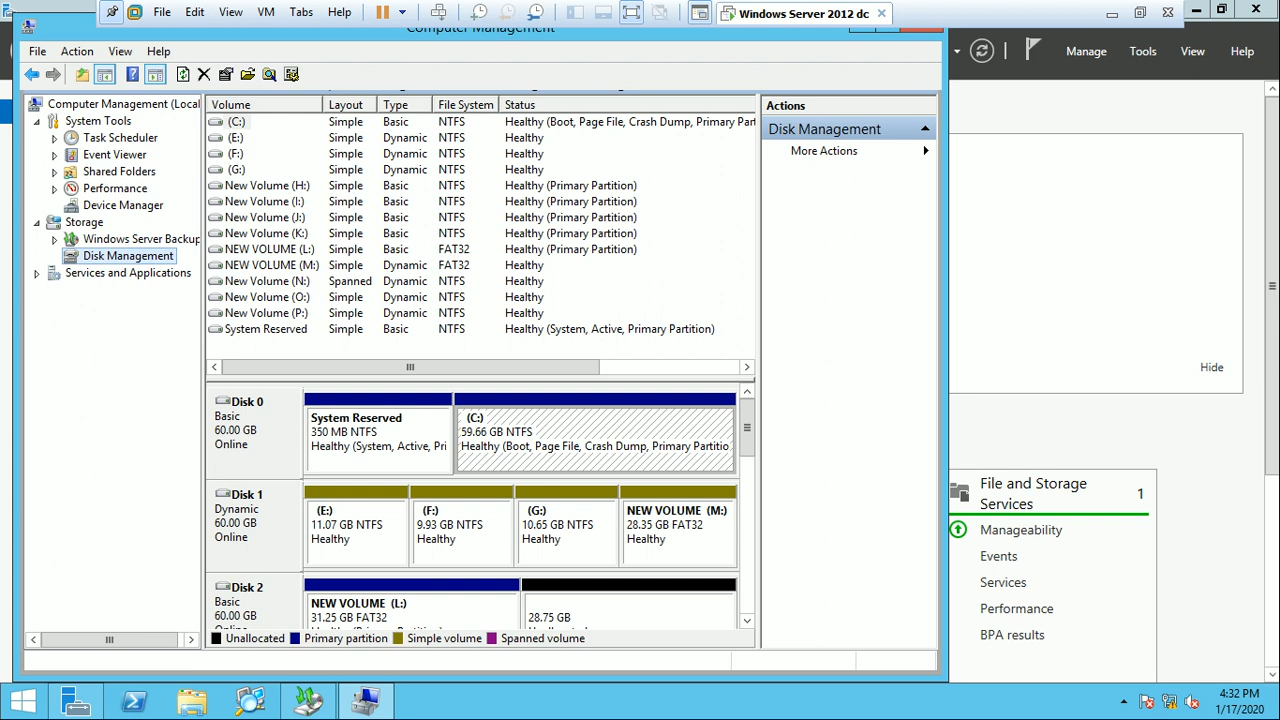 File Edit View VM Tabs Help
Windows Server 2012 dc
Computer Management
File Action View Help
Manage Tools View Help
Computer Management (Local
System Tools
Task Scheduler
Event Viewer
Shared Folders
Performance
Device Manager
Storage
Windows Server Backup
Disk Management
Services and Applications
Volume Layout Type File System Status
(C:) Simple Basic NTFS Healthy (Boot, Page File, Crash Dump, Primary Part
(E:) Simple Dynamic NTFS Healthy
(F:) Simple Dynamic NTFS Healthy
(G:) Simple Dynamic NTFS Healthy
New Volume (H:) Simple Basic NTFS Healthy (Primary Partition)
New Volume (I:) Simple Basic NTFS Healthy (Primary Partition)
New Volume (J:) Simple Basic NTFS Healthy (Primary Partition)
New Volume (K:) Simple Basic NTFS Healthy (Primary Partition)
NEW VOLUME (L:) Simple Basic FAT32 Healthy (Primary Partition)
NEW VOLUME (M:) Simple Dynamic FAT32 Healthy
New Volume (N:) Spanned Dynamic NTFS Healthy
New Volume (O:) Simple Dynamic NTFS Healthy
New Volume (P:) Simple Dynamic NTFS Healthy
System Reserved Simple Basic NTFS Healthy (System, Active, Primary Partition)
Disk 0
Basic
60.00 GB
Online
System Reserved
350 MB NTFS
Healthy (System, Active, Pri
(C:)
59.66 GB NTFS
Healthy (Boot, Page File, Crash Dump, Primary Partitio
Disk 1
Dynamic
60.00 GB
Online
(E:)
11.07 GB NTFS
Healthy
(F:)
9.93 GB NTFS
Healthy
(G:)
10.65 GB NTFS
Healthy
NEW VOLUME (M:)
28.35 GB FAT32
Healthy
Disk 2
Basic
60.00 GB
NEW VOLUME (L:)
31.25 GB FAT32
28.75 GB
Unallocated Primary partition Simple volume Spanned volume
Actions
Disk Management
More Actions
Hide
File and Storage
Services
1
Manageability
Events
Services
Performance
BPA results
4:32 PM
1/17/2020